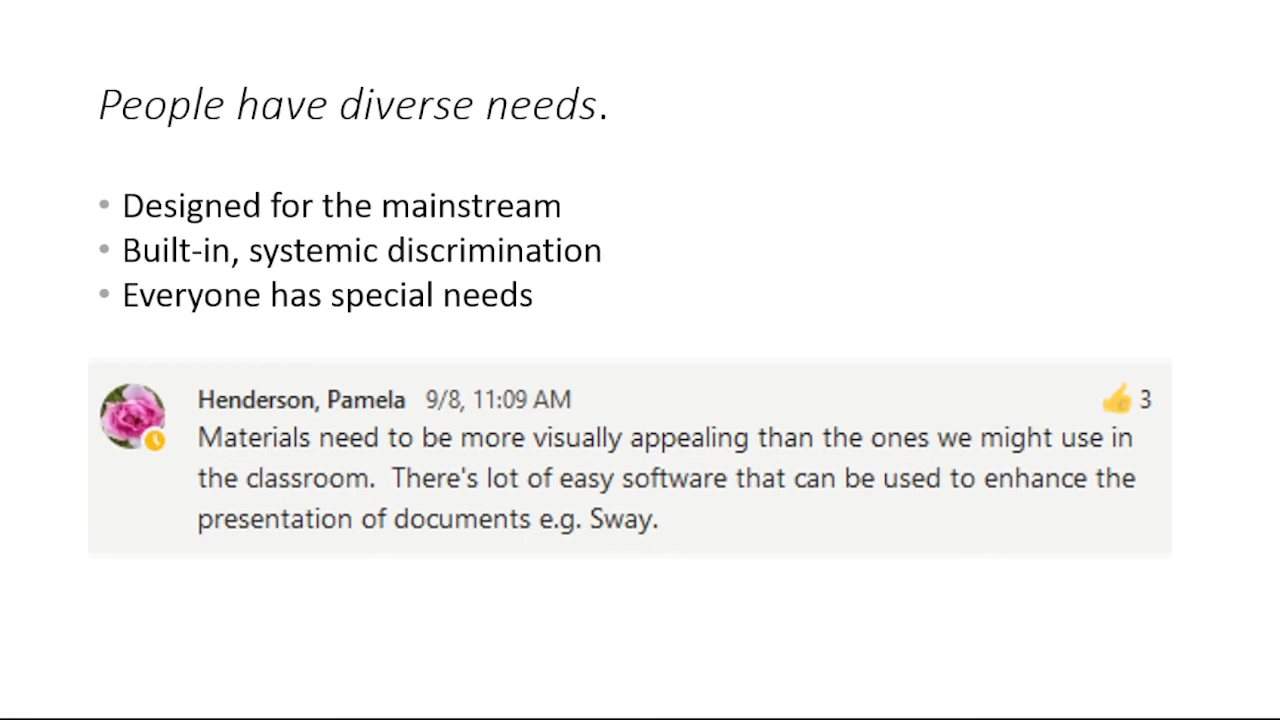 People have diverse needs.
• Designed for the mainstream
• Built-in, systemic discrimination
• Everyone has special needs
Henderson, Pamela 9/8, 11:09 AM 👍 3
Materials need to be more visually appealing than the ones we might use in
the classroom. There's lot of easy software that can be used to enhance the
presentation of documents e.g. Sway.